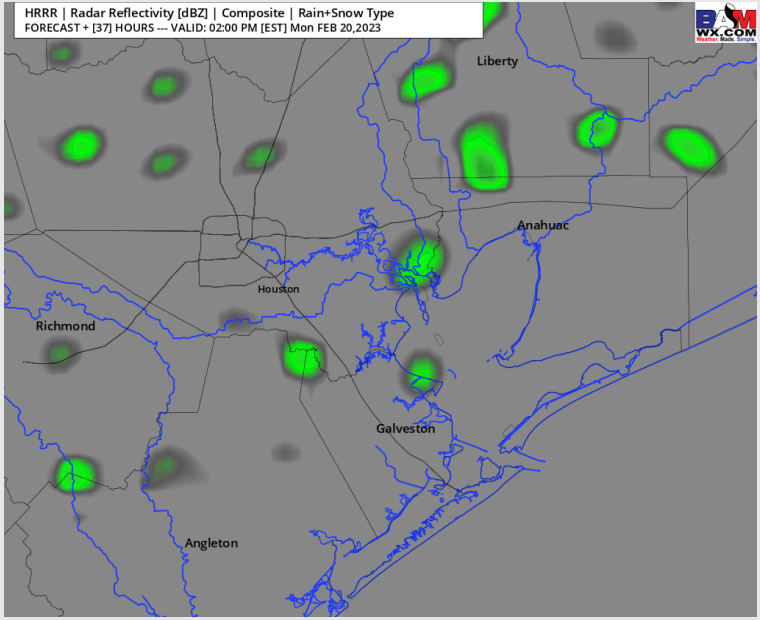 HRRR | Radar Reflectivity [dBZ] | Composite | Rain+Snow Type
FORECAST + [37] HOURS --- VALID: 02:00 PM [EST] Mon FEB 20,2023
BAM
Weather. Made. Simple.
WX.COM
Liberty
Anahuac
Houston
Richmond
Galveston
Angleton